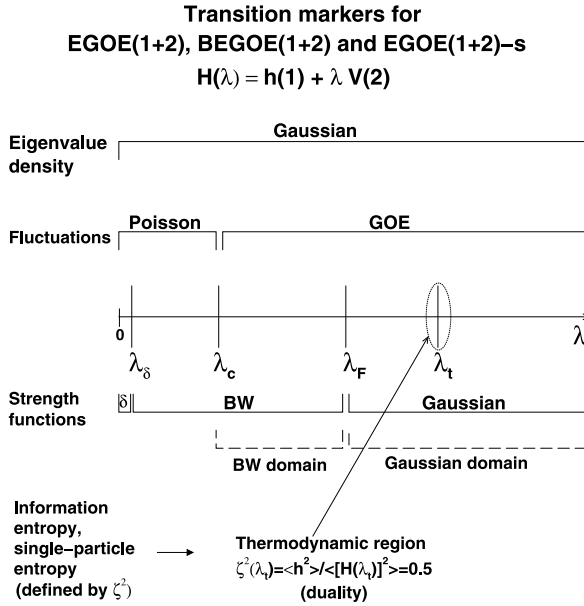 Transition markers for
EGOE(1+2), BEGOE(1+2) and EGOE(1+2)−s
H(λ) = h(1) + λ V(2)
Eigenvalue
density
Gaussian
Fluctuations
Poisson
GOE
0
λ
λδ
λc
λF
λt
Strength
functions
δ
BW
Gaussian
BW domain
Gaussian domain
Information
entropy,
single−particle
entropy
(defined by ζ²)
Thermodynamic region
ζ²(λt)=<h²>/<[H(λt)]²>=0.5
(duality)